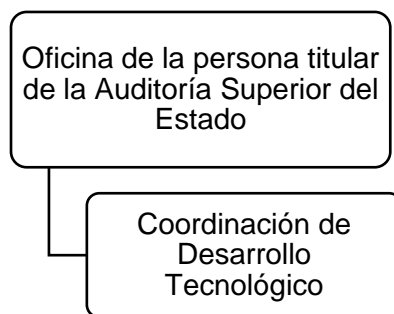 Oficina de la persona titular
de la Auditoría Superior del
Estado
Coordinación de
Desarrollo
Tecnológico